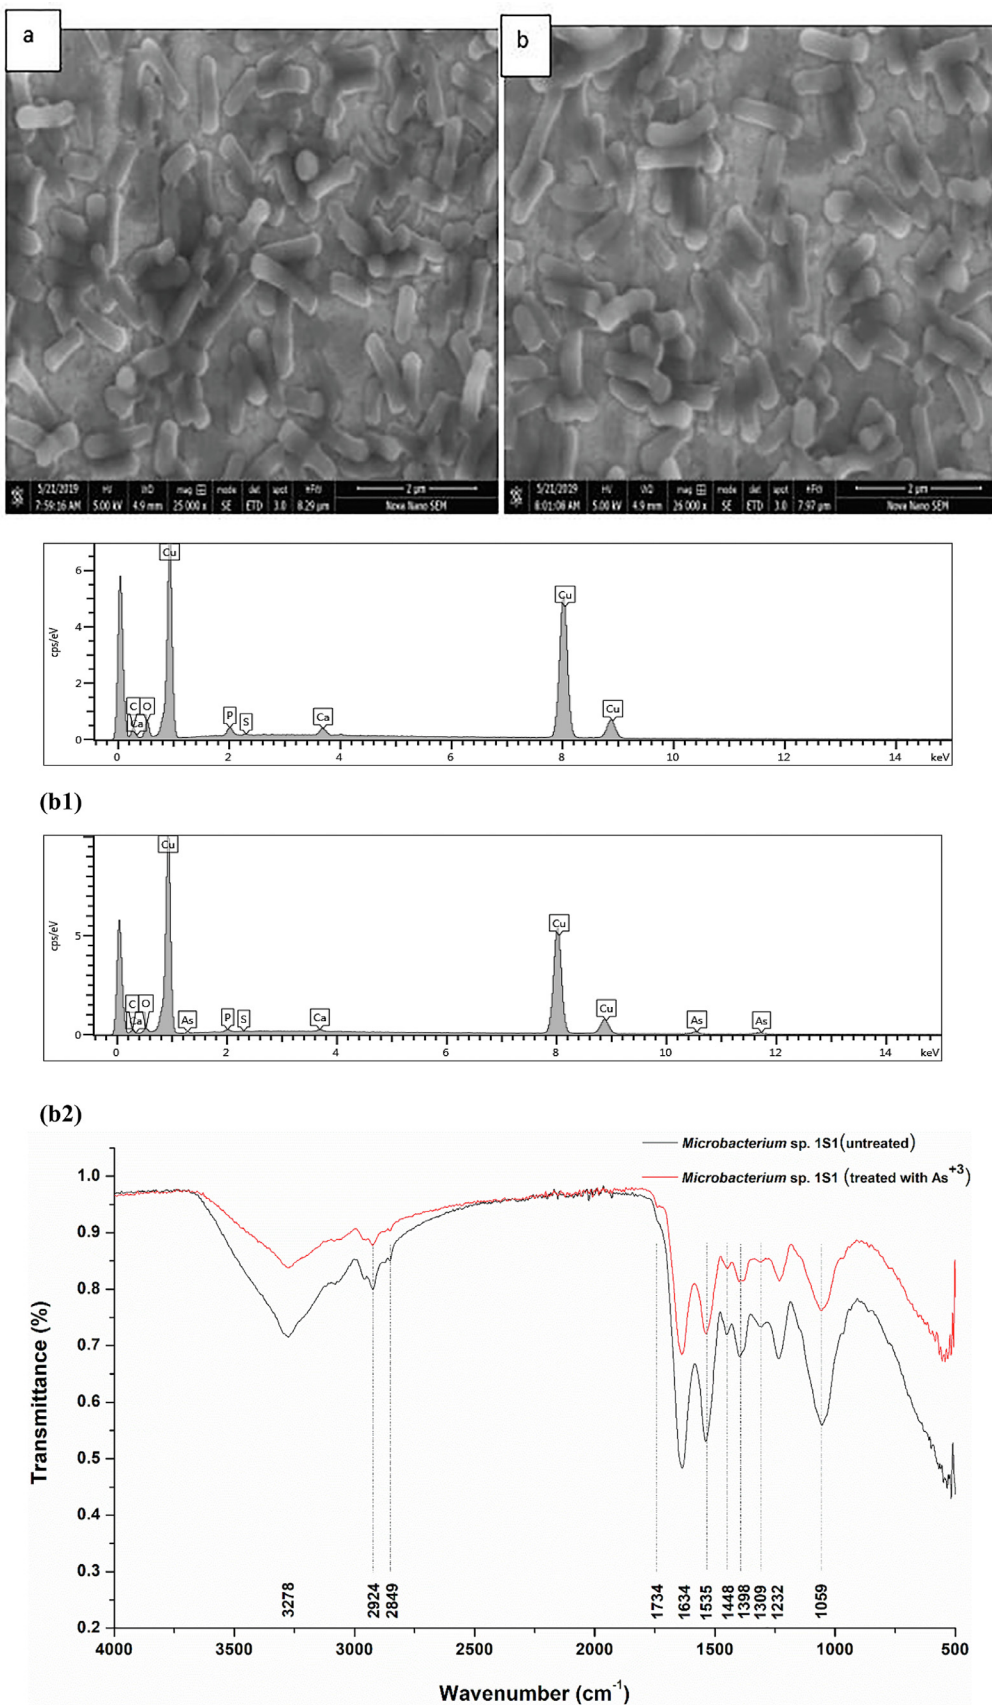 a
b
5/21/2019 HV WD mag mode det spot HFW 2 µm
7:59:16 AM 5.00 kV 4.9 mm 25 000 x SE ETD 3.0 8.29 µm Nova Nano SEM
5/21/2019 HV WD mag mode det spot HFW 2 µm
8:01:08 AM 5.00 kV 4.9 mm 26 000 x SE ETD 3.0 7.97 µm Nova Nano SEM
cps/eV
6
4
2
0
Cu
C O
Ca
P S Ca Cu Cu
0 2 4 6 8 10 12 14 keV
(b1)
cps/eV
5
0
Cu
C O
Ca
As P S Ca Cu Cu As As
0 2 4 6 8 10 12 14 keV
(b2)
Microbacterium sp. 1S1(untreated)
Microbacterium sp. 1S1 (treated with As+3)
Transmittance (%)
1.0
0.9
0.8
0.7
0.6
0.5
0.4
0.3
0.2
3278 2924 2849 1734 1634 1535 1448 1398 1309 1232 1059
4000 3500 3000 2500 2000 1500 1000 500
Wavenumber (cm-1)